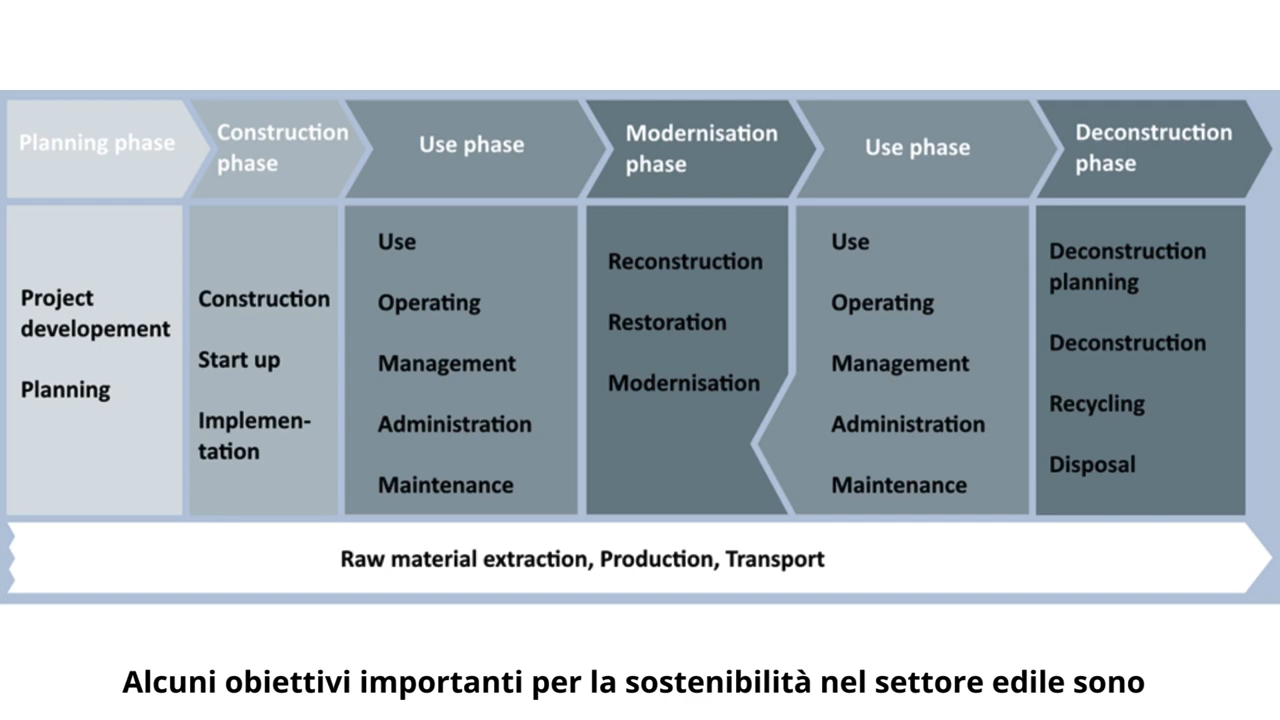 Planning phase
Construction
phase
Use phase
Modernisation
phase
Use phase
Deconstruction
phase
Project
developement
Planning
Construction
Start up
Implemen-
tation
Use
Operating
Management
Administration
Maintenance
Reconstruction
Restoration
Modernisation
Use
Operating
Management
Administration
Maintenance
Deconstruction
planning
Deconstruction
Recycling
Disposal
Raw material extraction, Production, Transport
Alcuni obiettivi importanti per la sostenibilità nel settore edile sono